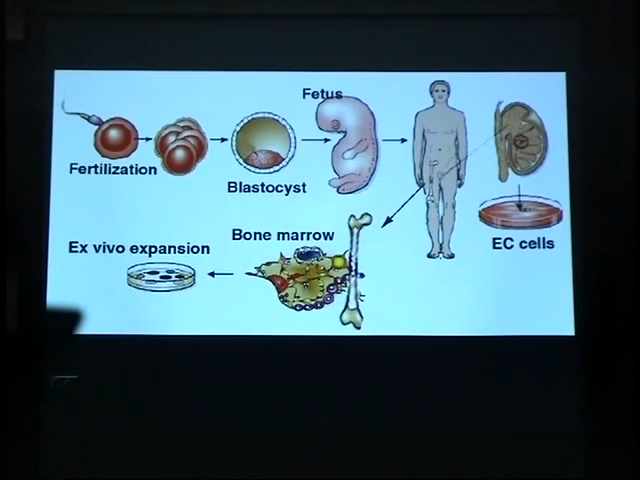 Fetus
Fertilization
Blastocyst
EC cells
Bone marrow
Ex vivo expansion